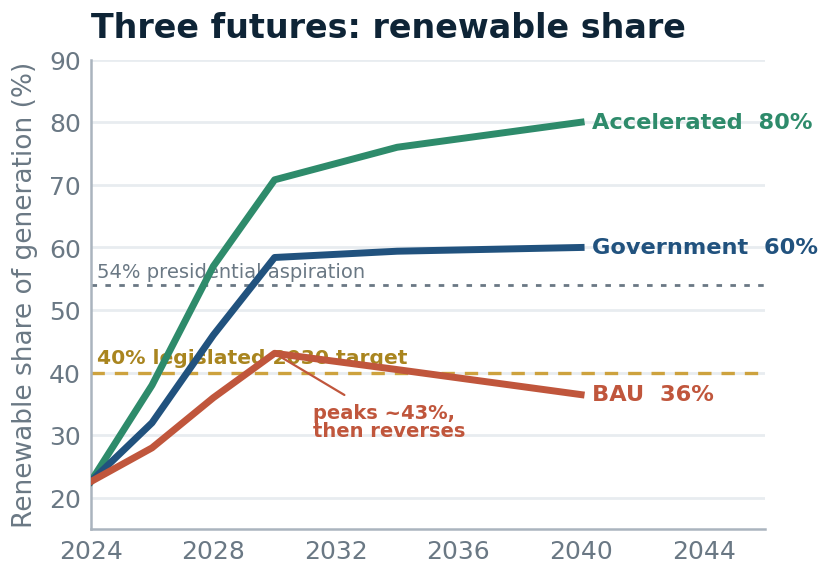 Three futures: renewable share
Renewable share of generation (%)
90
80
70
60
50
40
30
20
Accelerated 80%
Government 60%
54% presidential aspiration
40% legislated 2030 target
BAU 36%
peaks ~43%,
then reverses
2024 2028 2032 2036 2040 2044